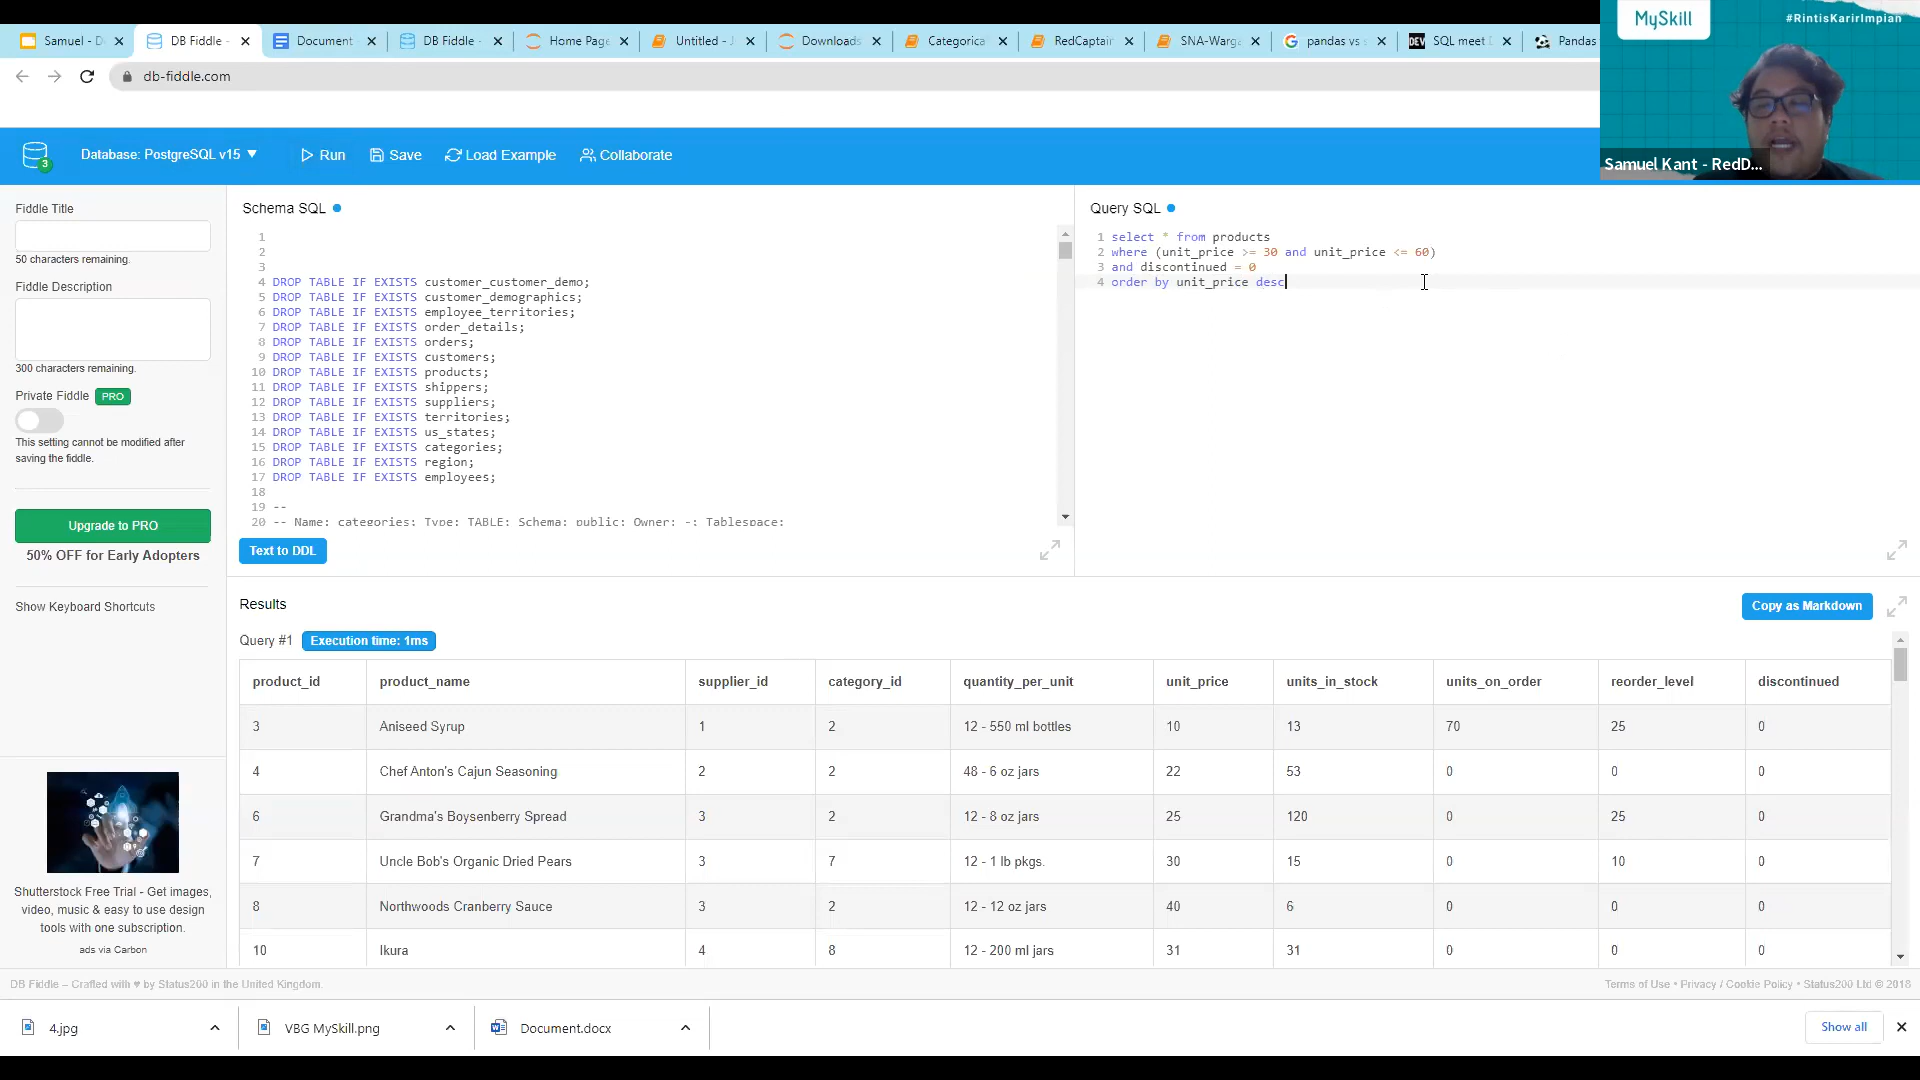 MySkill
#RintisKarirImpian
Samuel Kant - RedD...
Samuel - D
DB Fiddle -
Document
DB Fiddle -
Home Page
Untitled - J
Downloads
Categorica
RedCaptain
SNA-Warga
pandas vs s
DEV
SQL meet D
Pandas
db-fiddle.com
3
Database: PostgreSQL v15
Run
Save
Load Example
Collaborate
Fiddle Title
50 characters remaining.
Fiddle Description
300 characters remaining.
Private Fiddle
PRO
This setting cannot be modified after
saving the fiddle.
Upgrade to PRO
50% OFF for Early Adopters
Show Keyboard Shortcuts
Shutterstock Free Trial - Get images,
video, music & easy to use design
tools with one subscription.
ads via Carbon
Schema SQL
1
2
3
4 DROP TABLE IF EXISTS customer_customer_demo;
5 DROP TABLE IF EXISTS customer_demographics;
6 DROP TABLE IF EXISTS employee_territories;
7 DROP TABLE IF EXISTS order_details;
8 DROP TABLE IF EXISTS orders;
9 DROP TABLE IF EXISTS customers;
10 DROP TABLE IF EXISTS products;
11 DROP TABLE IF EXISTS shippers;
12 DROP TABLE IF EXISTS suppliers;
13 DROP TABLE IF EXISTS territories;
14 DROP TABLE IF EXISTS us_states;
15 DROP TABLE IF EXISTS categories;
16 DROP TABLE IF EXISTS region;
17 DROP TABLE IF EXISTS employees;
18
19 --
20 -- Name: categories; Type: TABLE; Schema: public; Owner: -; Tablespace:
Text to DDL
Query SQL
1 select * from products
2 where (unit_price >= 30 and unit_price <= 60)
3 and discontinued = 0
4 order by unit_price desc
Results
Copy as Markdown
Query #1
Execution time: 1ms
product_id product_name supplier_id category_id quantity_per_unit unit_price units_in_stock units_on_order reorder_level discontinued
3 Aniseed Syrup 1 2 12 - 550 ml bottles 10 13 70 25 0
4 Chef Anton's Cajun Seasoning 2 2 48 - 6 oz jars 22 53 0 0 0
6 Grandma's Boysenberry Spread 3 2 12 - 8 oz jars 25 120 0 25 0
7 Uncle Bob's Organic Dried Pears 3 7 12 - 1 lb pkgs. 30 15 0 10 0
8 Northwoods Cranberry Sauce 3 2 12 - 12 oz jars 40 6 0 0 0
10 Ikura 4 8 12 - 200 ml jars 31 31 0 0 0
DB Fiddle – Crafted with ♥ by Status200 in the United Kingdom.
Terms of Use • Privacy / Cookie Policy • Status200 Ltd © 2018
4.jpg
VBG MySkill.png
Document.docx
Show all